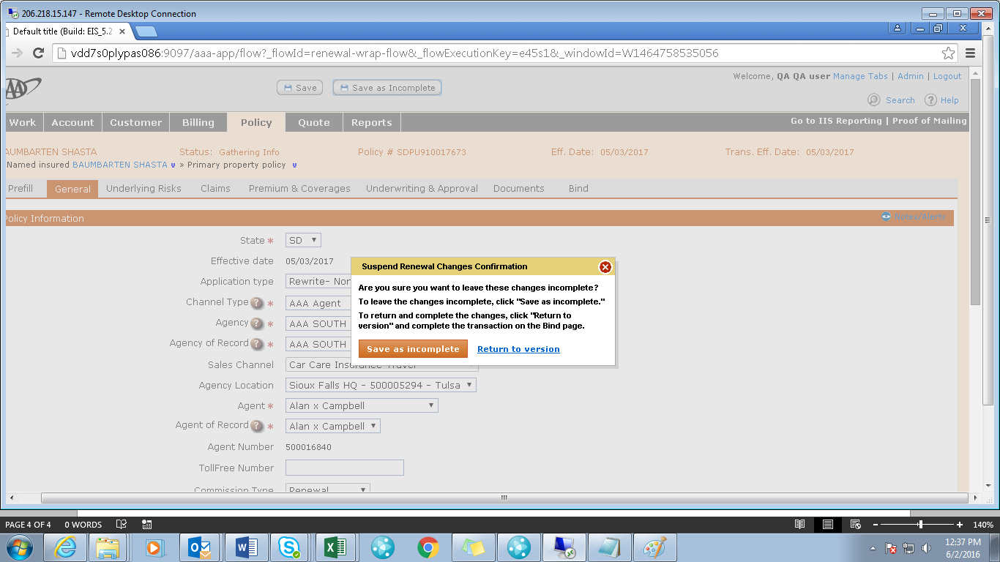 206.218.15.147 - Remote Desktop Connection
Default title (Build: EIS_5.2
vdd7s0plypas086:9097/aaa-app/flow?_flowId=renewal-wrap-flow&_flowExecutionKey=e45s1&_windowId=W1464758535056
Welcome, QA QA user Manage Tabs | Admin | Logout
Save Save as Incomplete
Search Help
Work Account Customer Billing Policy Quote Reports Go to IIS Reporting | Proof of Mailing
AUMBARTEN SHASTA Status: Gathering Info Policy # SDPU910017673 Eff. Date: 05/03/2017 Trans. Eff. Date: 05/03/2017
Named insured BAUMBARTEN SHASTA v » Primary property policy v
Prefill General Underlying Risks Claims Premium & Coverages Underwriting & Approval Documents Bind
Policy Information Notes/Alerts
State * SD
Effective date 05/03/2017
Application type Rewrite- Nor
Channel Type ? * AAA Agent
Agency ? * AAA SOUTH
Agency of Record ? * AAA SOUTH
Sales Channel Car Care Insurance Travel
Agency Location Sioux Falls HQ - 500005294 - Tulsa
Agent * Alan x Campbell
Agent of Record ? * Alan x Campbell
Agent Number 500016840
TollFree Number
Commission Type Renewal
Suspend Renewal Changes Confirmation
Are you sure you want to leave these changes incomplete?
To leave the changes incomplete, click "Save as incomplete."
To return and complete the changes, click "Return to
version" and complete the transaction on the Bind page.
Save as incomplete Return to version
PAGE 4 OF 4 0 WORDS 140%
12:37 PM
6/2/2016